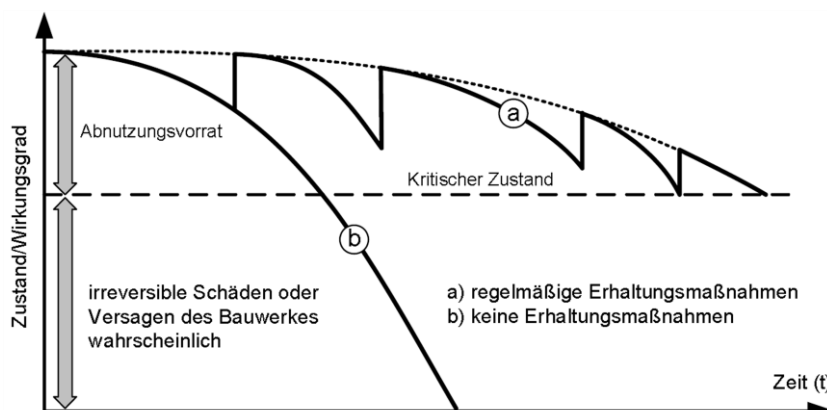 Zustand/Wirkungsgrad
Abnutzungsvorrat
a
Kritischer Zustand
b
irreversible Schäden oder
Versagen des Bauwerkes
wahrscheinlich
a) regelmäßige Erhaltungsmaßnahmen
b) keine Erhaltungsmaßnahmen
Zeit (t)